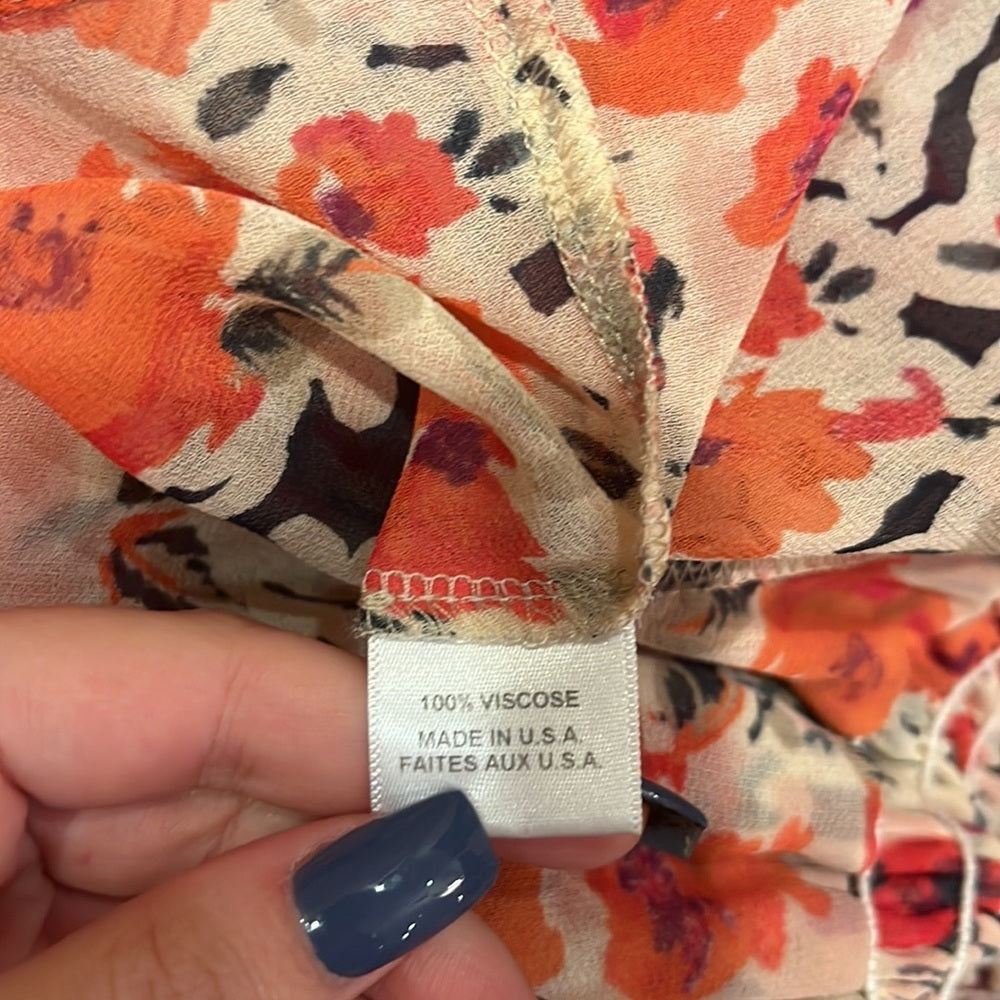 100% VISCOSE
MADE IN U.S.A.
FAITES AUX U.S.A.